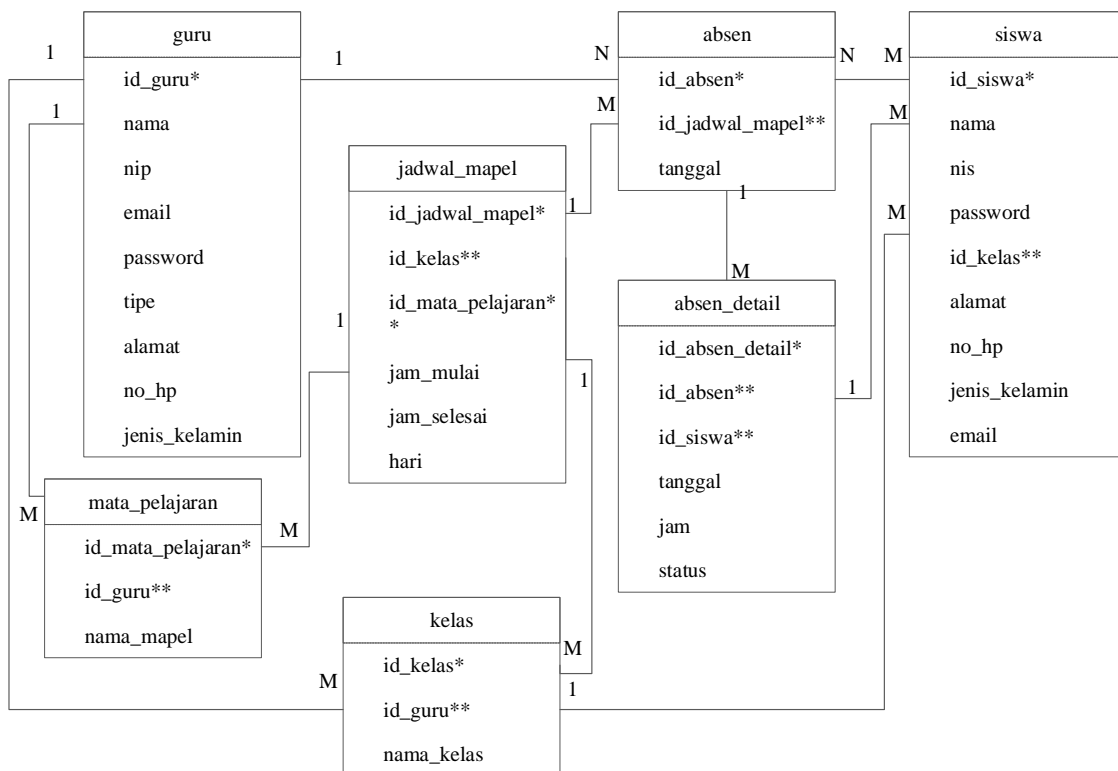 guru
id_guru*
nama
nip
email
password
tipe
alamat
no_hp
jenis_kelamin
1
1
1
N
absen
id_absen*
id_jadwal_mapel**
tanggal
M
1
N
M
siswa
id_siswa*
nama
nis
password
id_kelas**
alamat
no_hp
jenis_kelamin
email
M
M
jadwal_mapel
id_jadwal_mapel*
id_kelas**
id_mata_pelajaran*
*
jam_mulai
jam_selesai
hari
1
1
1
M
absen_detail
id_absen_detail*
id_absen**
id_siswa**
tanggal
jam
status
1
M
mata_pelajaran
id_mata_pelajaran*
id_guru**
nama_mapel
M
M
kelas
id_kelas*
id_guru**
nama_kelas
M
1